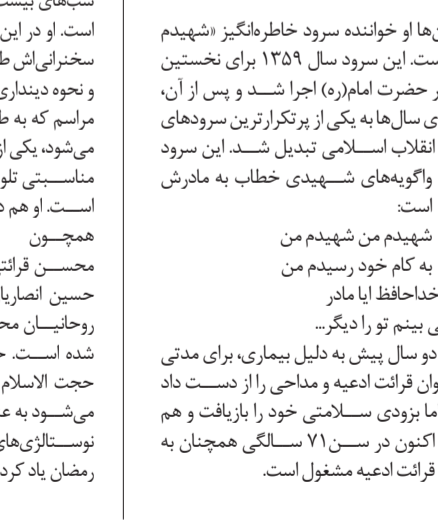 ن‌ها او خواننده سرود خاطره‌انگیز «شهیدم
ست. این سرود سال ۱۳۵۹ برای نخستین
ر حضرت امام(ره) اجرا شد و پس از آن،
ی سال‌ها به یکی از پرتکرارترین سرودهای
انقلاب اسلامی تبدیل شد. این سرود
واگویه‌های شهیدی خطاب به مادرش
است:
شهیدم من شهیدم من
به کام خود رسیدم من
خداحافظ ایا مادر
ی بینم تو را دیگر...
دو سال پیش به دلیل بیماری، برای مدتی
وان قرائت ادعیه و مداحی را از دست داد
ما بزودی سلامتی خود را بازیافت و هم
اکنون در سن ۷۱ سالگی همچنان به
قرائت ادعیه مشغول است.
شب‌های بیست
است. او در این
سخنرانی‌اش ط
و نحوه دینداری
مراسم که به ط
می‌شود، یکی از
مناسبتی تلو
است. او هم د
همچون
محسن قرائتی
حسین انصاریا
روحانیان مح
شده است. ح
حجت الاسلام
می‌شود به ع
نوستالژی‌های
رمضان یاد کرد